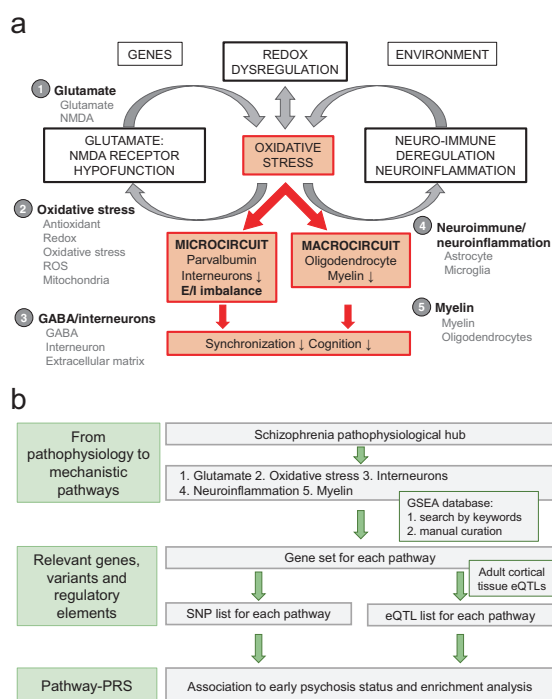 a
GENES
REDOX
DYSREGULATION
ENVIRONMENT
1 Glutamate
Glutamate
NMDA
GLUTAMATE:
NMDA RECEPTOR
HYPOFUNCTION
OXIDATIVE
STRESS
NEURO-IMMUNE
DEREGULATION
NEUROINFLAMMATION
2 Oxidative stress
Antioxidant
Redox
Oxidative stress
ROS
Mitochondria
MICROCIRCUIT
Parvalbumin
Interneurons ↓
E/I imbalance
MACROCIRCUIT
Oligodendrocyte
Myelin ↓
4 Neuroimmune/
neuroinflammation
Astrocyte
Microglia
3 GABA/interneurons
GABA
Interneuron
Extracellular matrix
Synchronization ↓ Cognition ↓
5 Myelin
Myelin
Oligodendrocytes
b
From
pathophysiology to
mechanistic
pathways
Schizophrenia pathophysiological hub
1. Glutamate 2. Oxidative stress 3. Interneurons
4. Neuroinflammation 5. Myelin
GSEA database:
1. search by keywords
2. manual curation
Relevant genes,
variants and
regulatory
elements
Gene set for each pathway
Adult cortical
tissue eQTLs
SNP list for each pathway
eQTL list for each pathway
Pathway-PRS
Association to early psychosis status and enrichment analysis